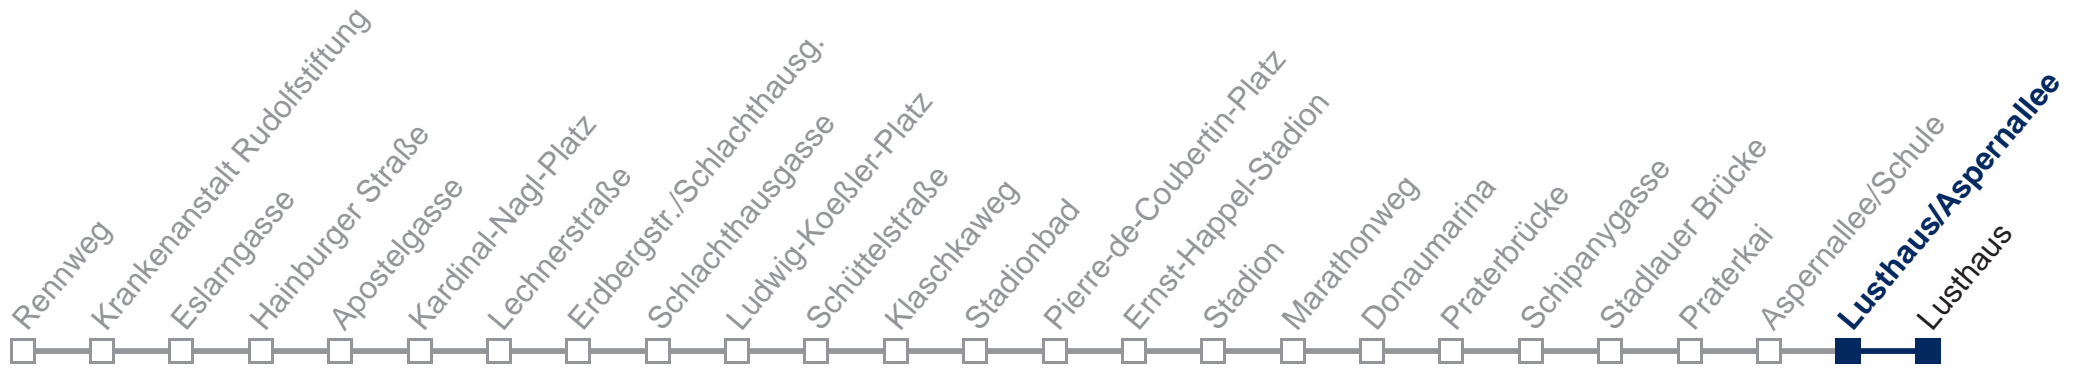 Rennweg
Krankenanstalt Rudolfstiftung
Eslarngasse
Hainburger Straße
Apostelgasse
Kardinal-Nagl-Platz
Lechnerstraße
Erdbergstr./Schlachthausg.
Schlachthausgasse
Ludwig-Koeßler-Platz
Schüttelstraße
Klaschkaweg
Stadionbad
Pierre-de-Coubertin-Platz
Ernst-Happel-Stadion
Stadion
Marathonweg
Donaumarina
Praterbrücke
Schipanygasse
Stadlauer Brücke
Praterkai
Aspernallee/Schule
Lusthaus/Aspernallee
Lusthaus